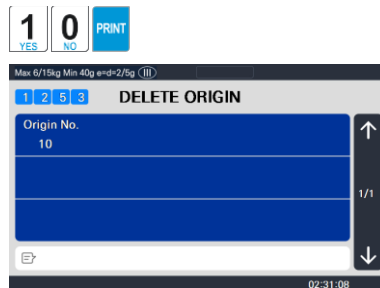 1 0 PRINT
YES NO
Max 6/15kg Min 40g e=d=2/5g III
1 2 5 3 DELETE ORIGIN
Origin No.
10
1/1
02:31:08